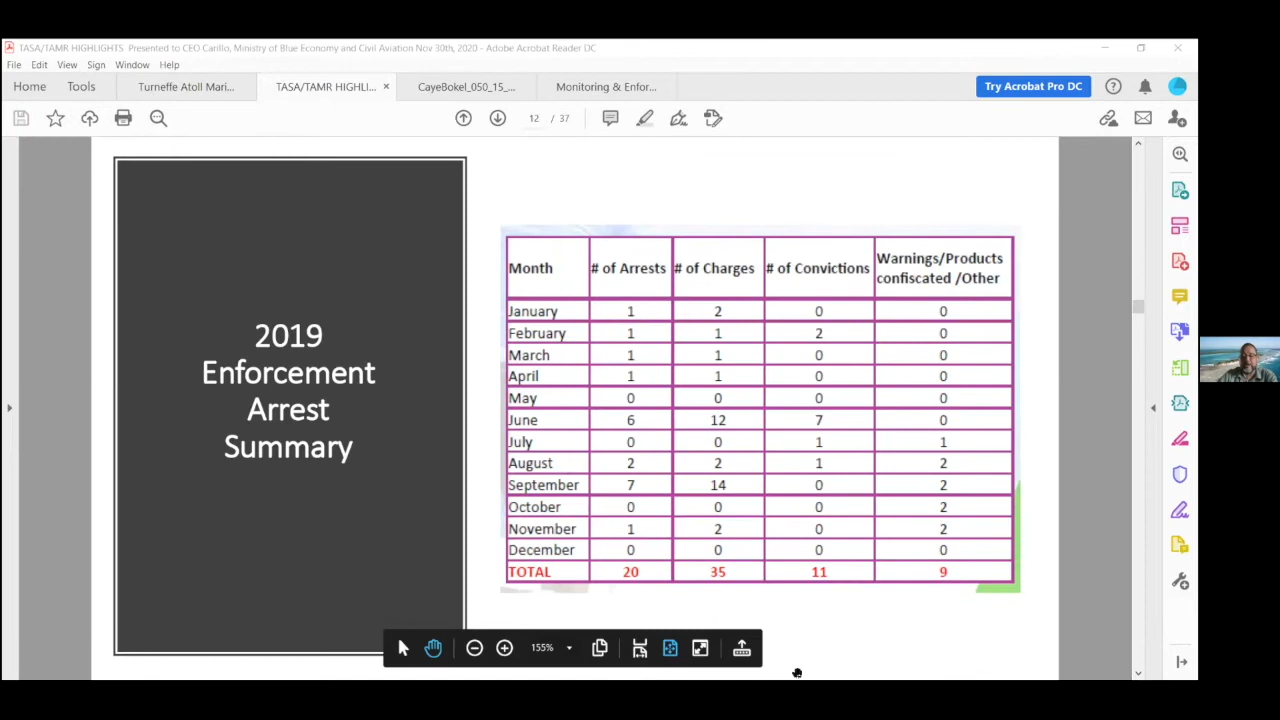 TASA/TAMR HIGHLIGHTS Presented to CEO Carillo, Ministry of Blue Economy and Civil Aviation Nov 30th, 2020 - Adobe Acrobat Reader DC
File Edit View Sign Window Help
Home Tools Turneffe Atoll Mari... TASA/TAMR HIGHLI... × CayeBokel_050_15_... Monitoring & Enfor... Try Acrobat Pro DC
12 / 37
2019
Enforcement
Arrest
Summary
Month # of Arrests # of Charges # of Convictions Warnings/Products
confiscated /Other
January 1 2 0 0
February 1 1 2 0
March 1 1 0 0
April 1 1 0 0
May 0 0 0 0
June 6 12 7 0
July 0 0 1 1
August 2 2 1 2
September 7 14 0 2
October 0 0 0 2
November 1 2 0 2
December 0 0 0 0
TOTAL 20 35 11 9
155%